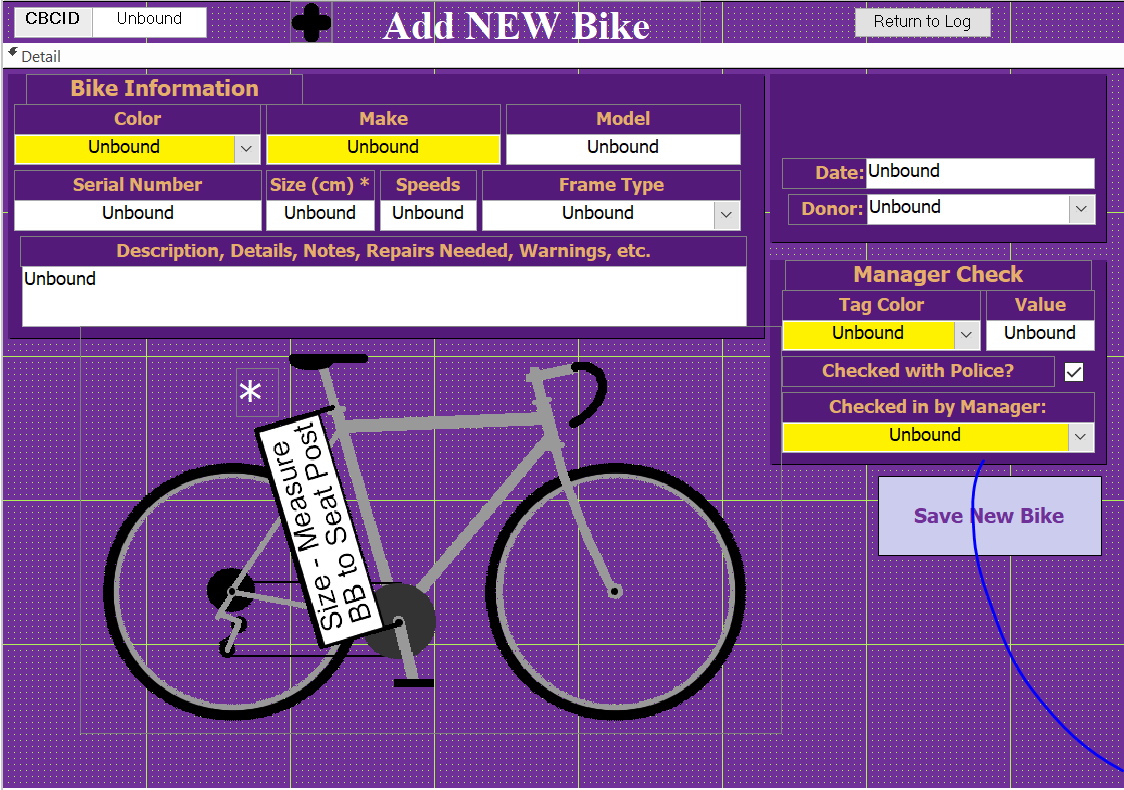 CBCID Unbound Add NEW Bike Return to Log
Detail
Bike Information
Color Make Model
Unbound Unbound Unbound
Serial Number Size (cm) * Speeds Frame Type
Unbound Unbound Unbound Unbound
Description, Details, Notes, Repairs Needed, Warnings, etc.
Unbound
Date: Unbound
Donor: Unbound
Manager Check
Tag Color Value
Unbound Unbound
Checked with Police?
Checked in by Manager:
Unbound
Save New Bike
*
Size - Measure
BB to Seat Post